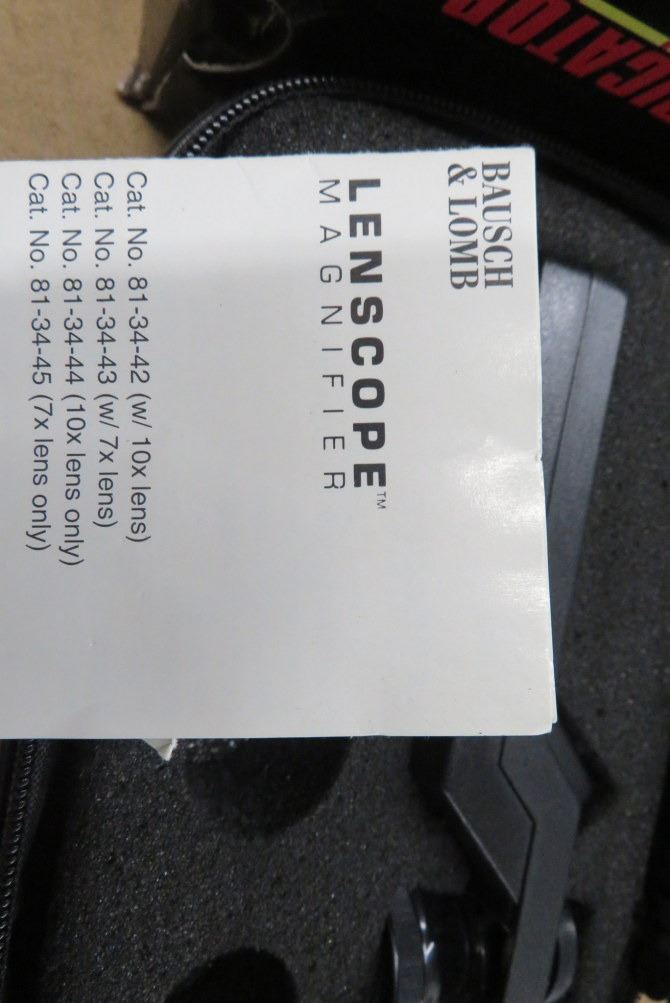 BAUSCH
& LOMB
LENSCOPE™
MAGNIFIER
Cat. No. 81-34-42 (w/ 10x lens)
Cat. No. 81-34-43 (w/ 7x lens)
Cat. No. 81-34-44 (10x lens only)
Cat. No. 81-34-45 (7x lens only)